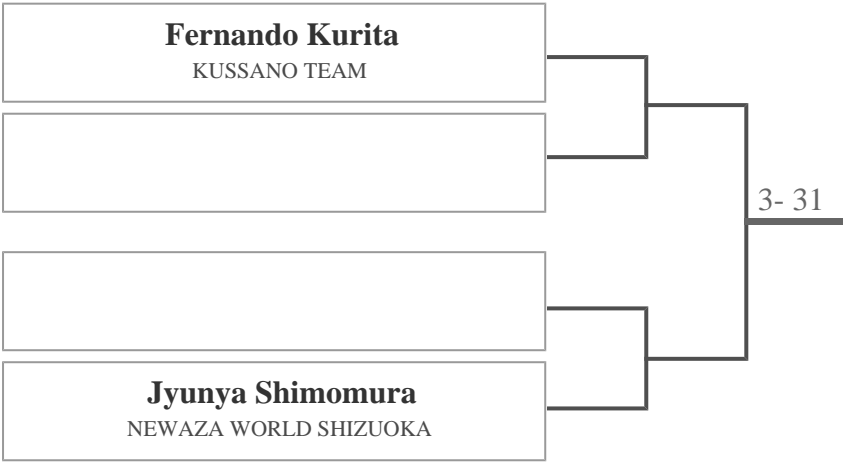 Fernando Kurita
KUSSANO TEAM
3- 31
Jyunya Shimomura
NEWAZA WORLD SHIZUOKA